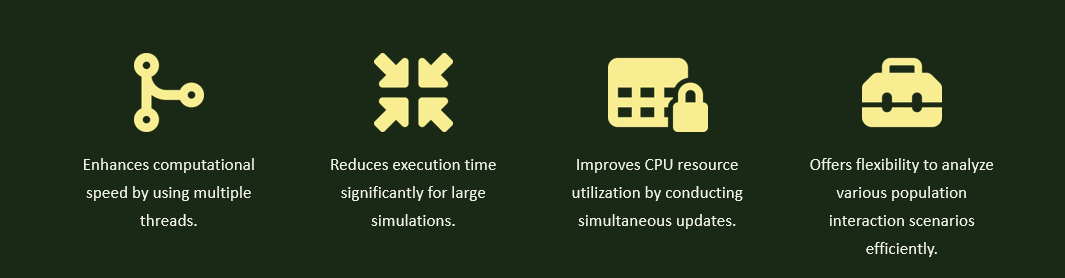 Enhances computational
speed by using multiple
threads.
Reduces execution time
significantly for large
simulations.
Improves CPU resource
utilization by conducting
simultaneous updates.
Offers flexibility to analyze
various population
interaction scenarios
efficiently.